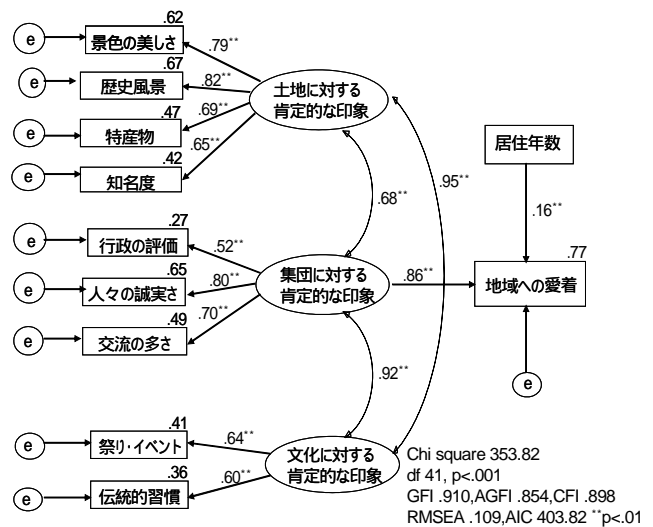 .62
e
景色の美しさ
.79**
.67
e
歴史風景
.82**
土地に対する
肯定的な印象
.47
e
特産物
.69**
.42
e
知名度
.65**
居住年数
.95**
.68**
.16**
.27
e
行政の評価
.52**
.65
e
人々の誠実さ
.80**
集団に対する
肯定的な印象
.86**
.77
地域への愛着
.49
e
交流の多さ
.70**
e
.92**
.41
e
祭り・イベント
.64**
文化に対する
肯定的な印象
.36
e
伝統的習慣
.60**
Chi square 353.82
df 41, p<.001
GFI .910,AGFI .854,CFI .898
RMSEA .109,AIC 403.82 **p<.01